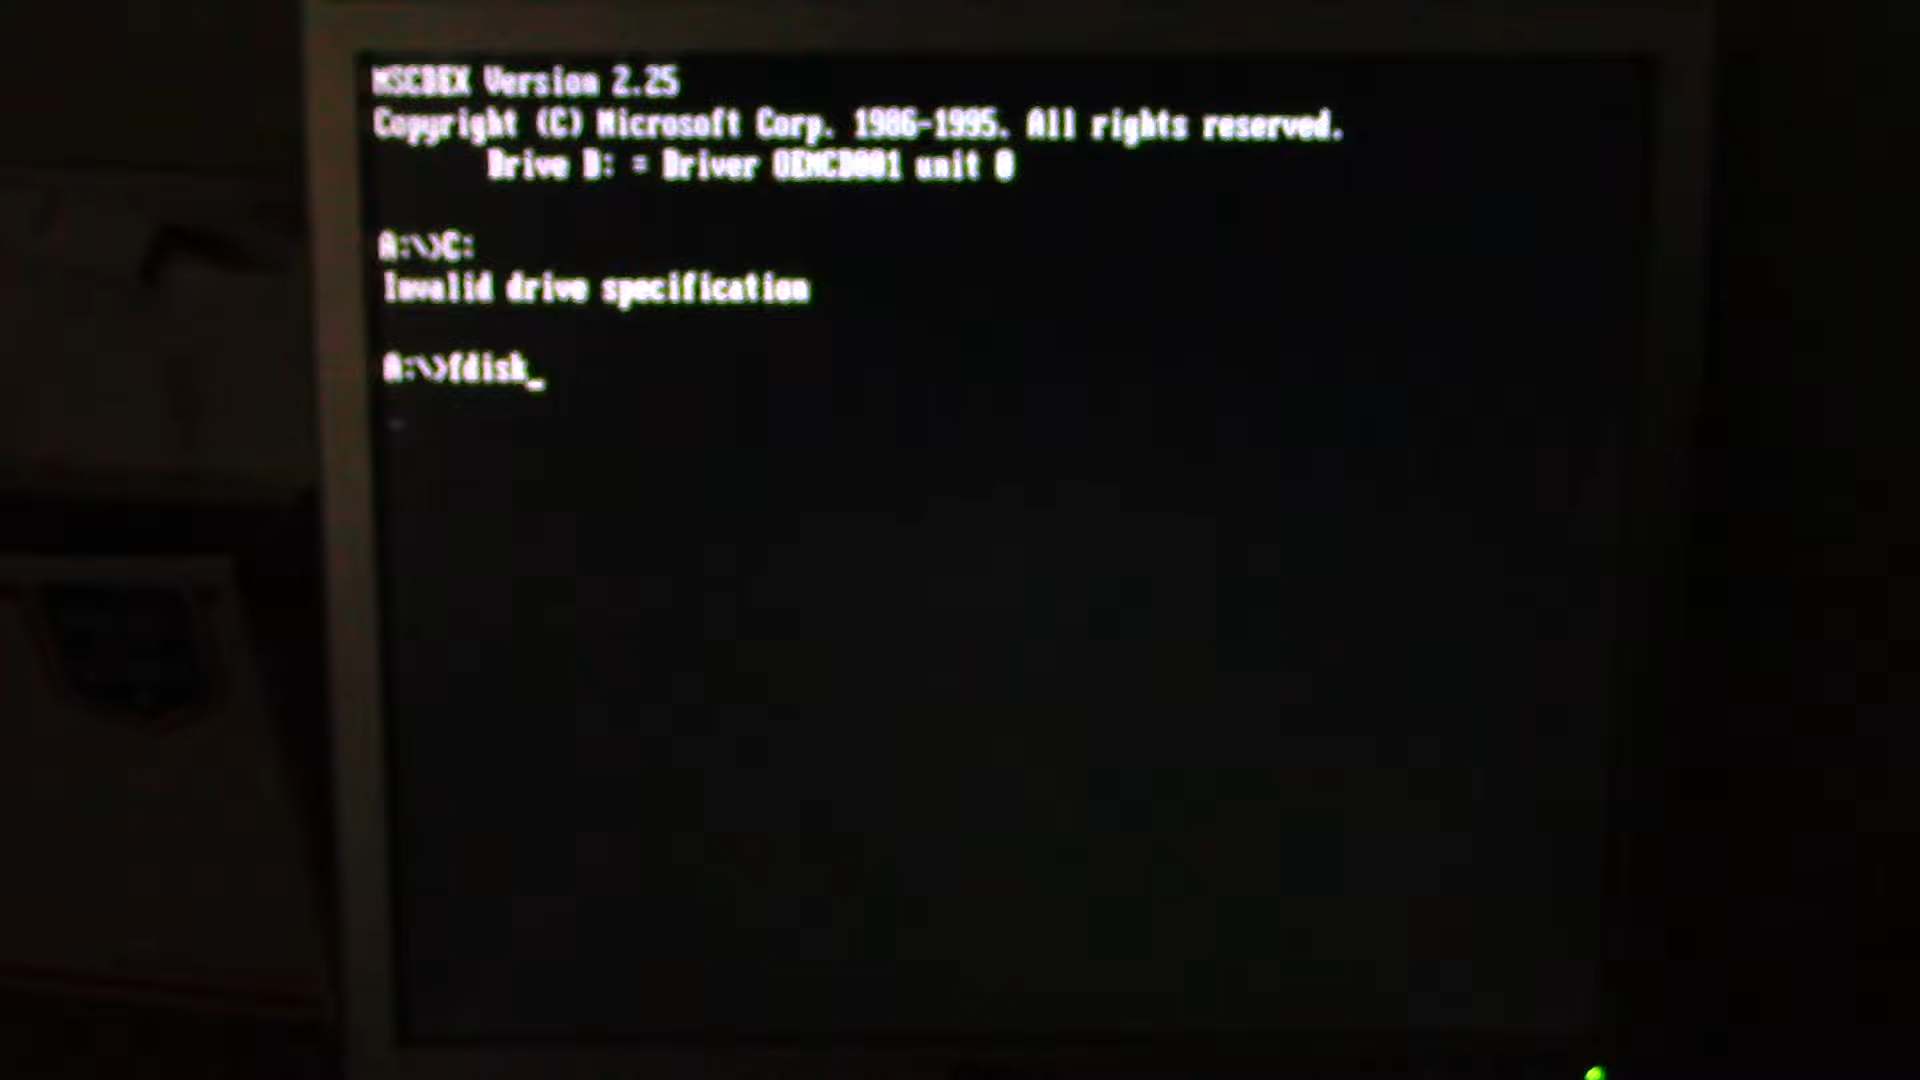 MSCDEX Version 2.25
Copyright (C) Microsoft Corp. 1986-1995. All rights reserved.
Drive D: = Driver OEMCD001 unit 0
A:\>C:
Invalid drive specification
A:\>fdisk_